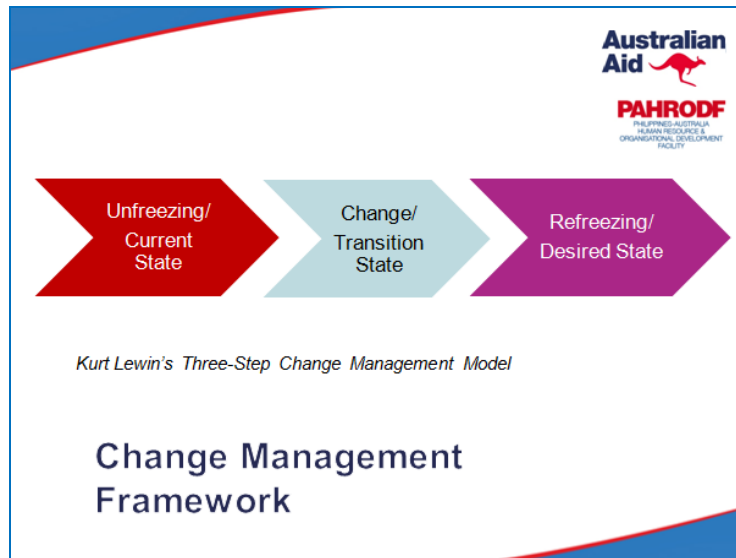 Australian
Aid
PAHRODF
PHILIPPINES-AUSTRALIA
HUMAN RESOURCE &
ORGANISATIONAL DEVELOPMENT
FACILITY
Unfreezing/
Current
State
Change/
Transition
State
Refreezing/
Desired State
Kurt Lewin's Three-Step Change Management Model
Change Management
Framework